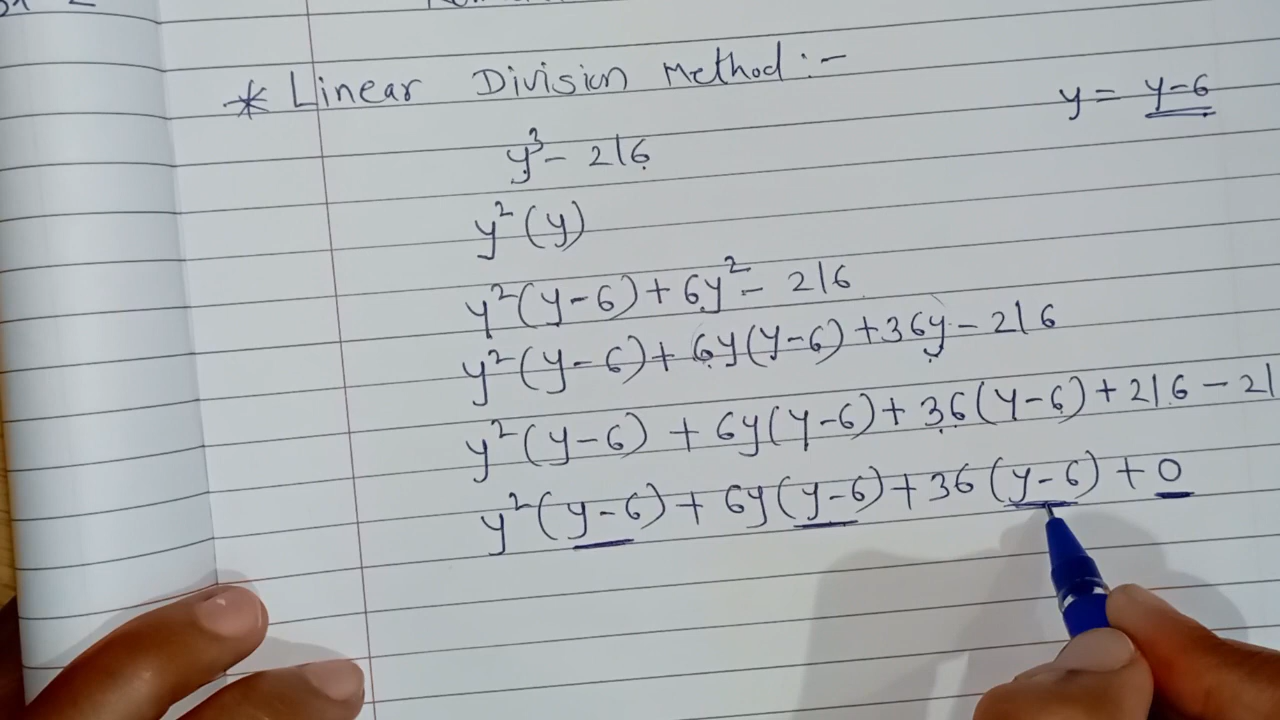 * Linear Division Method :-
y = y-6
y³ - 216
y² (y)
y² (y-6) + 6y² - 216
y² (y-6) + 6y (y-6) + 36y - 216
y² (y-6) + 6y (y-6) + 36 (y-6) + 216 - 21
y² (y-6) + 6y (y-6) + 36 (y-6) + 0